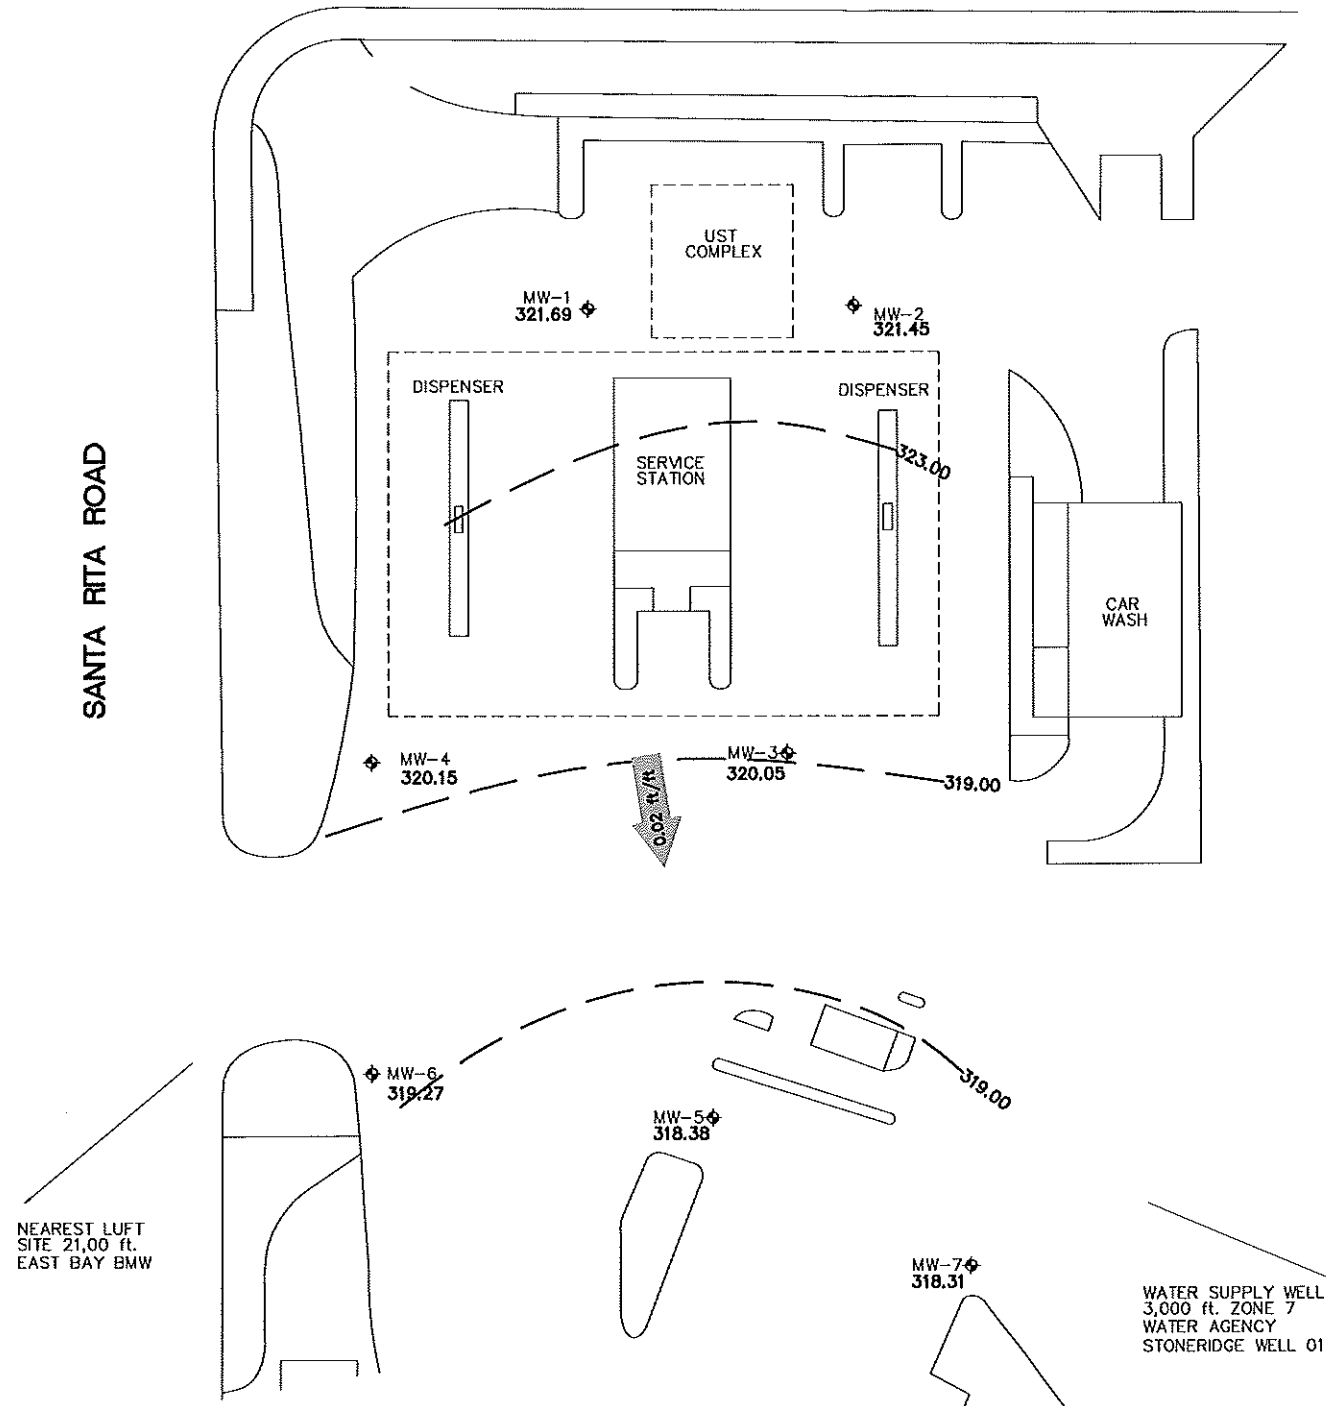 UST
COMPLEX
MW-1
321.69
MW-2
321.45
DISPENSER
DISPENSER
323.00
SERVICE
STATION
SANTA RITA ROAD
CAR
WASH
MW-4
320.15
MW-3
320.05
0.02 ft/ft
319.00
MW-6
319.27
319.00
MW-5
318.38
NEAREST LUFT
SITE 21,00 ft.
EAST BAY BMW
MW-7
318.31
WATER SUPPLY WELL
3,000 ft. ZONE 7
WATER AGENCY
STONERIDGE WELL 01